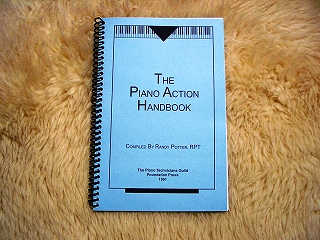 THE
PIANO ACTION
HANDBOOK
COMPILED BY RANDY POTTER, RPT
The Piano Technicians Guild
Foundation Press
1991